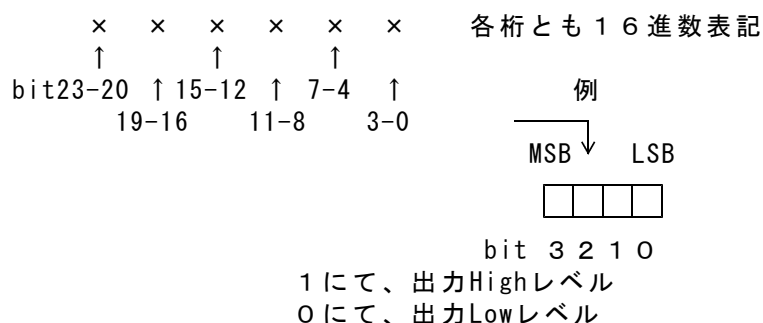 × × × × × × 各桁とも16進数表記
↑ ↑ ↑
bit23-20 ↑ 15-12 ↑ 7-4 ↑ 例
19-16 11-8 3-0
MSB LSB
bit 3 2 1 0
1にて、出力Highレベル
0にて、出力Lowレベル